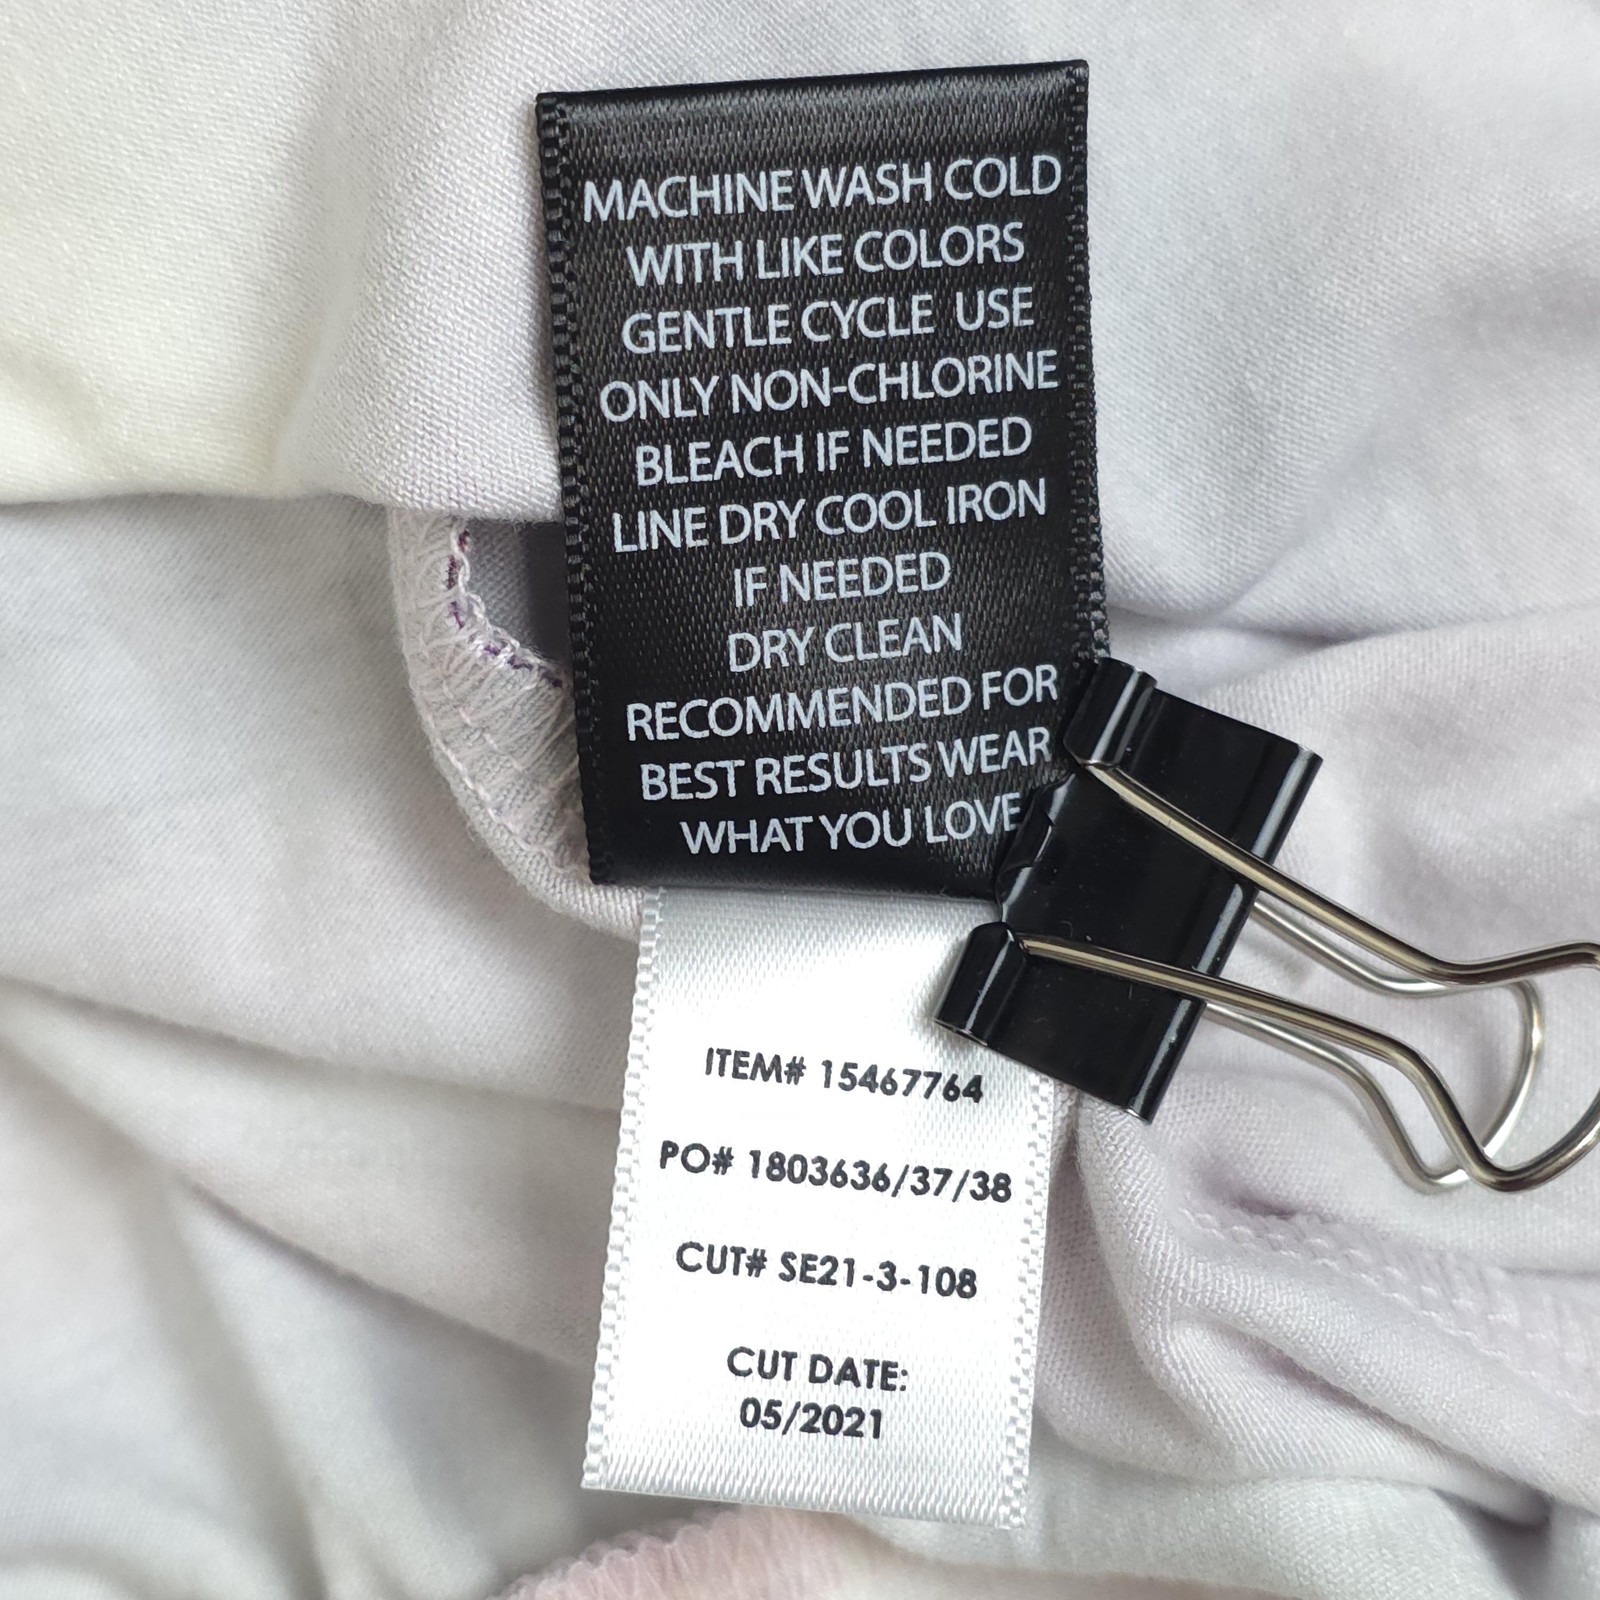 MACHINE WASH COLD
WITH LIKE COLORS
GENTLE CYCLE USE
ONLY NON-CHLORINE
BLEACH IF NEEDED
LINE DRY COOL IRON
IF NEEDED
DRY CLEAN
RECOMMENDED FOR
BEST RESULTS WEAR
WHAT YOU LOVE
ITEM# 15467764
PO# 1803636/37/38
CUT# SE21-3-108
CUT DATE:
05/2021